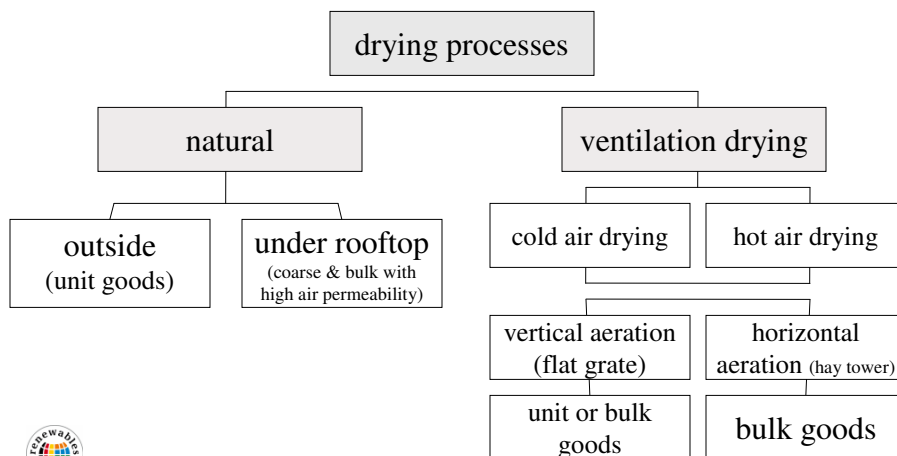 drying processes
natural
ventilation drying
outside
(unit goods)
under rooftop
(coarse & bulk with
high air permeability)
cold air drying
hot air drying
vertical aeration
(flat grate)
horizontal
aeration (hay tower)
unit or bulk
goods
bulk goods
renewables